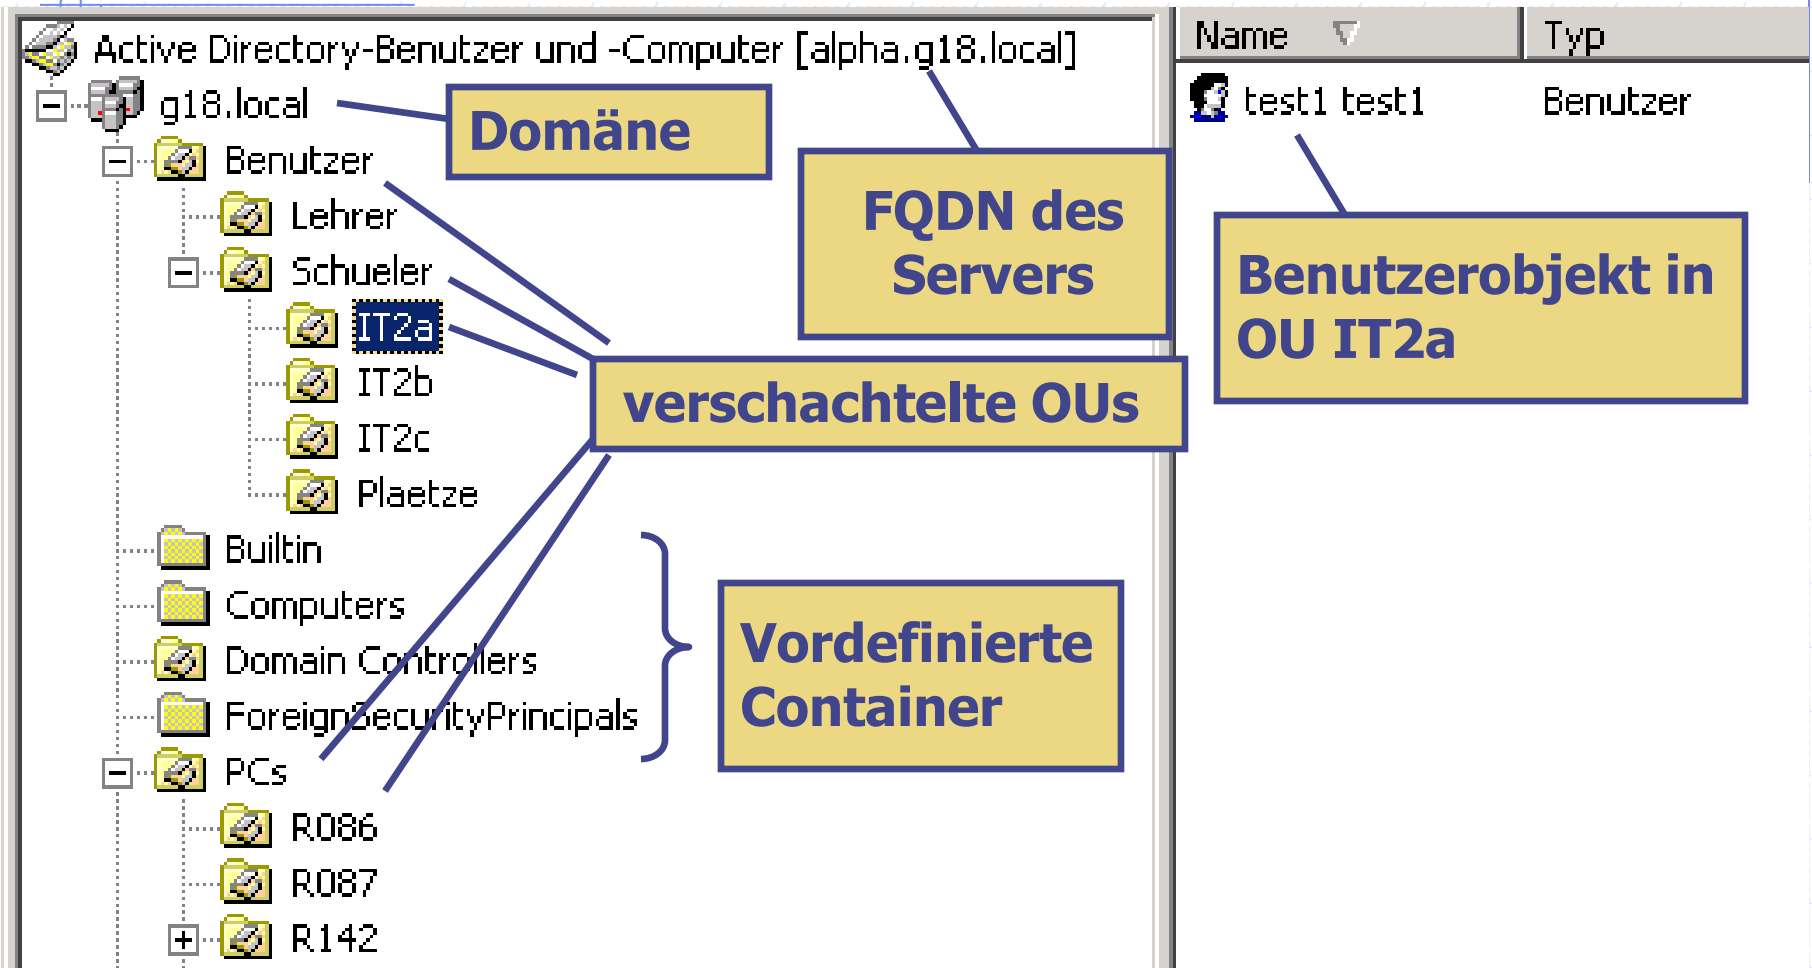 Active Directory-Benutzer und -Computer [alpha.g18.local]
Name
Typ
g18.local
Domäne
test1 test1
Benutzer
Benutzer
Lehrer
FQDN des
Servers
Schueler
Benutzerobjekt in
OU IT2a
IT2a
IT2b
verschachtelte OUs
IT2c
Plaetze
Builtin
Computers
Domain Controllers
Vordefinierte
Container
ForeignSecurityPrincipals
PCs
R086
R087
R142